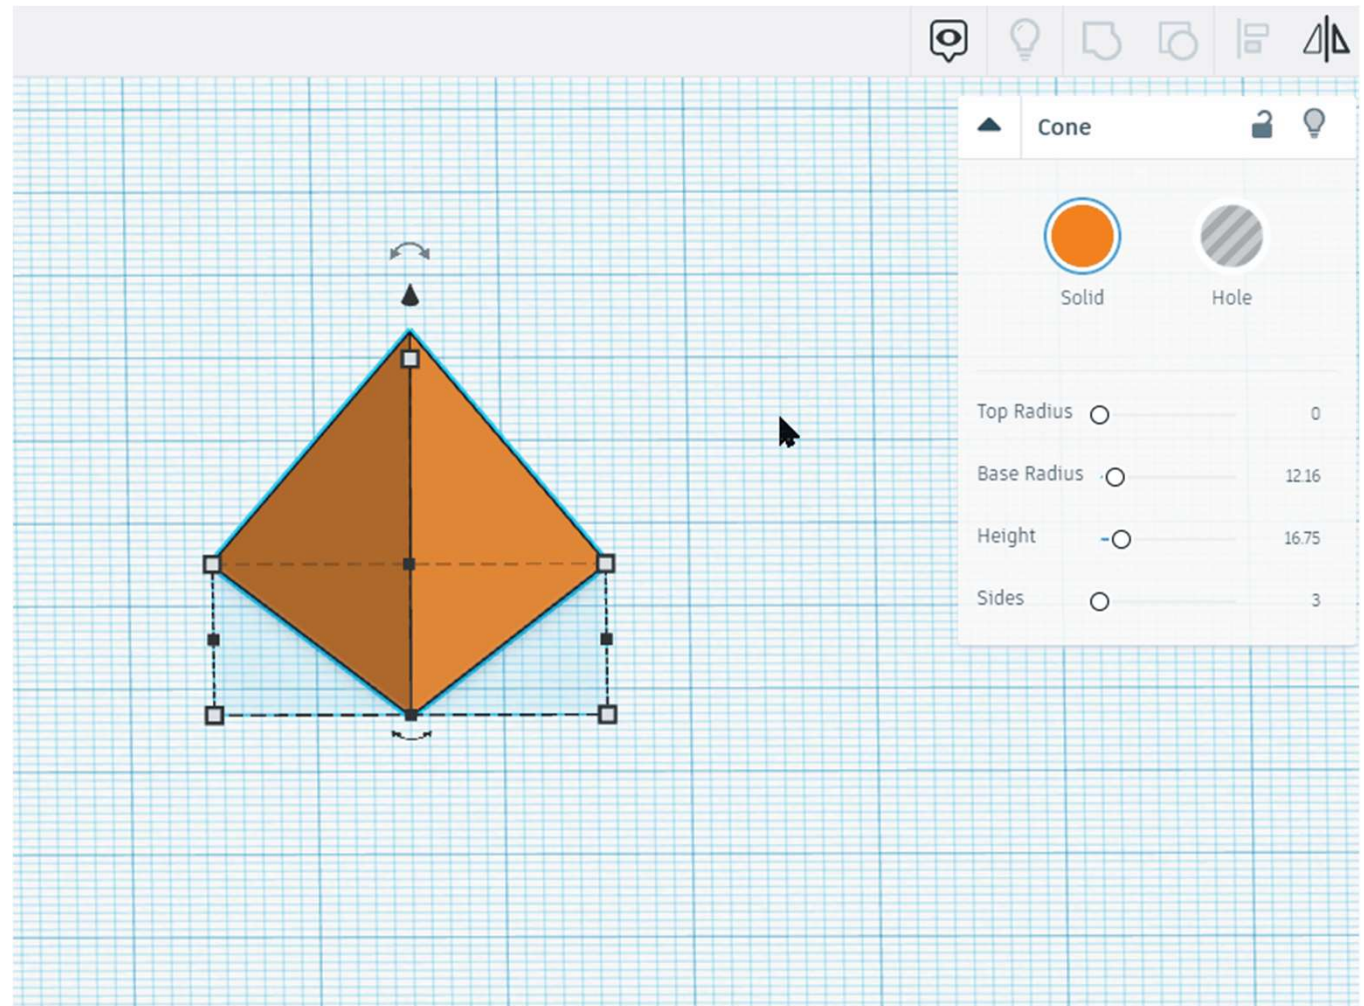 Cone
Solid
Hole
Top Radius 0
Base Radius 12.16
Height 16.75
Sides 3